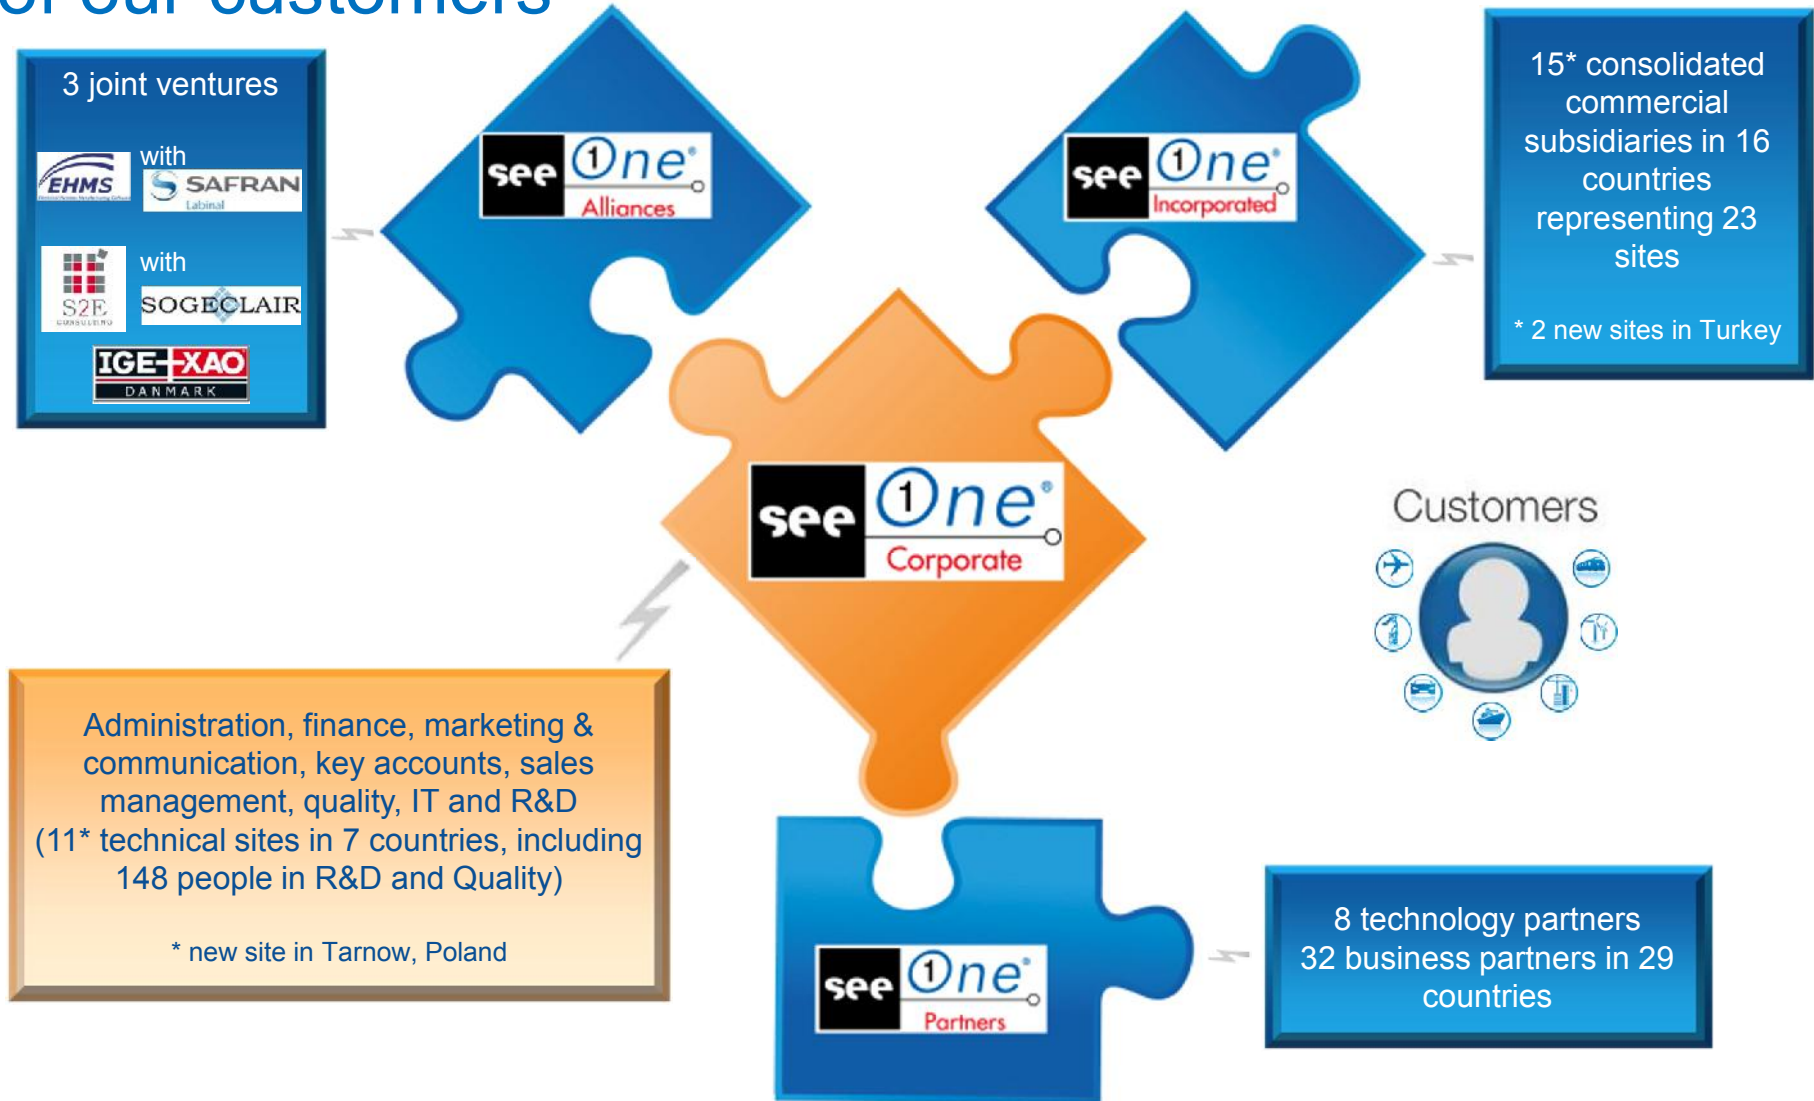 of our customers
3 joint ventures
EHMS
with
SAFRAN
Labinal
S2E
CONSULTING
with
SOGECLAIR
IGE+XAO
DANMARK
see One®
Alliances
see One®
Incorporated
15* consolidated
commercial
subsidiaries in 16
countries
representing 23
sites
* 2 new sites in Turkey
see One®
Corporate
Customers
Administration, finance, marketing &
communication, key accounts, sales
management, quality, IT and R&D
(11* technical sites in 7 countries, including
148 people in R&D and Quality)
* new site in Tarnow, Poland
see One®
Partners
8 technology partners
32 business partners in 29
countries